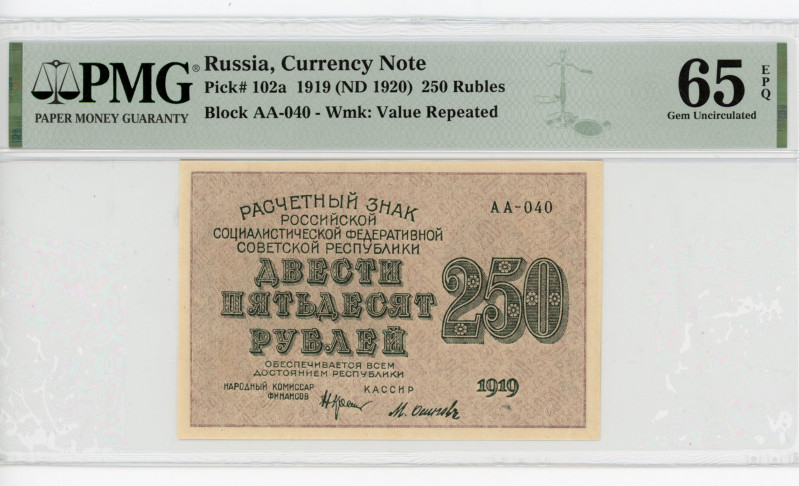 PMG®
PAPER MONEY GUARANTY
Russia, Currency Note
Pick# 102a 1919 (ND 1920) 250 Rubles
Block AA-040 - Wmk: Value Repeated
65 EPQ
Gem Uncirculated
РАСЧЕТНЫЙ ЗНАК
РОССИЙСКОЙ
СОЦИАЛИСТИЧЕСКОЙ ФЕДЕРАТИВНОЙ
СОВЕТСКОЙ РЕСПУБЛИКИ
АА-040
ДВЕСТИ
ПЯТЬДЕСЯТ
РУБЛЕЙ
250
ОБЕСПЕЧИВАЕТСЯ ВСЕМ
ДОСТОЯНИЕМ РЕСПУБЛИКИ
НАРОДНЫЙ КОМИССАР
ФИНАНСОВ
КАССИР
1919